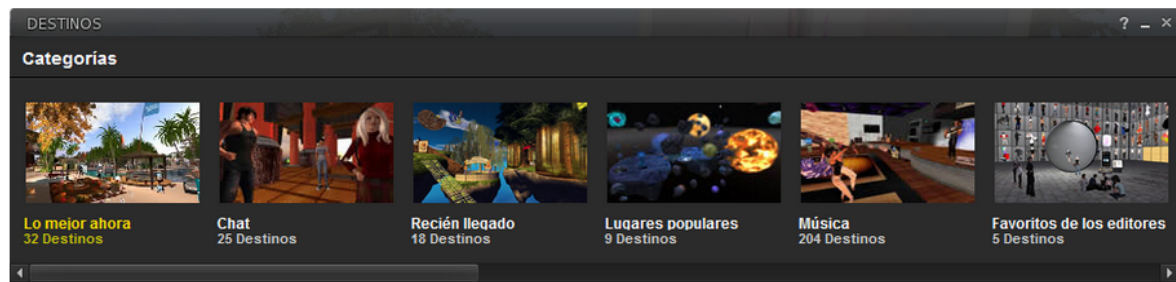 DESTINOS
?
Categorías
Lo mejor ahora
32 Destinos
Chat
25 Destinos
Recién llegado
18 Destinos
Lugares populares
9 Destinos
Música
204 Destinos
Favoritos de los editores
5 Destinos